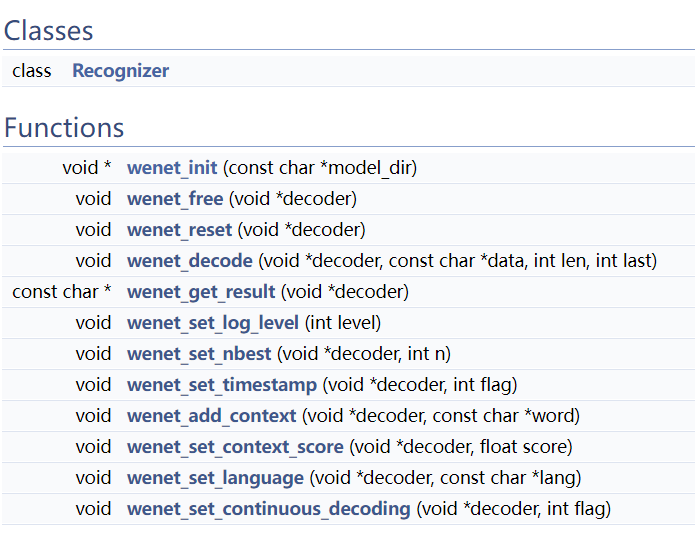 Classes
class Recognizer
Functions
void * wenet_init (const char *model_dir)
void wenet_free (void *decoder)
void wenet_reset (void *decoder)
void wenet_decode (void *decoder, const char *data, int len, int last)
const char * wenet_get_result (void *decoder)
void wenet_set_log_level (int level)
void wenet_set_nbest (void *decoder, int n)
void wenet_set_timestamp (void *decoder, int flag)
void wenet_add_context (void *decoder, const char *word)
void wenet_set_context_score (void *decoder, float score)
void wenet_set_language (void *decoder, const char *lang)
void wenet_set_continuous_decoding (void *decoder, int flag)